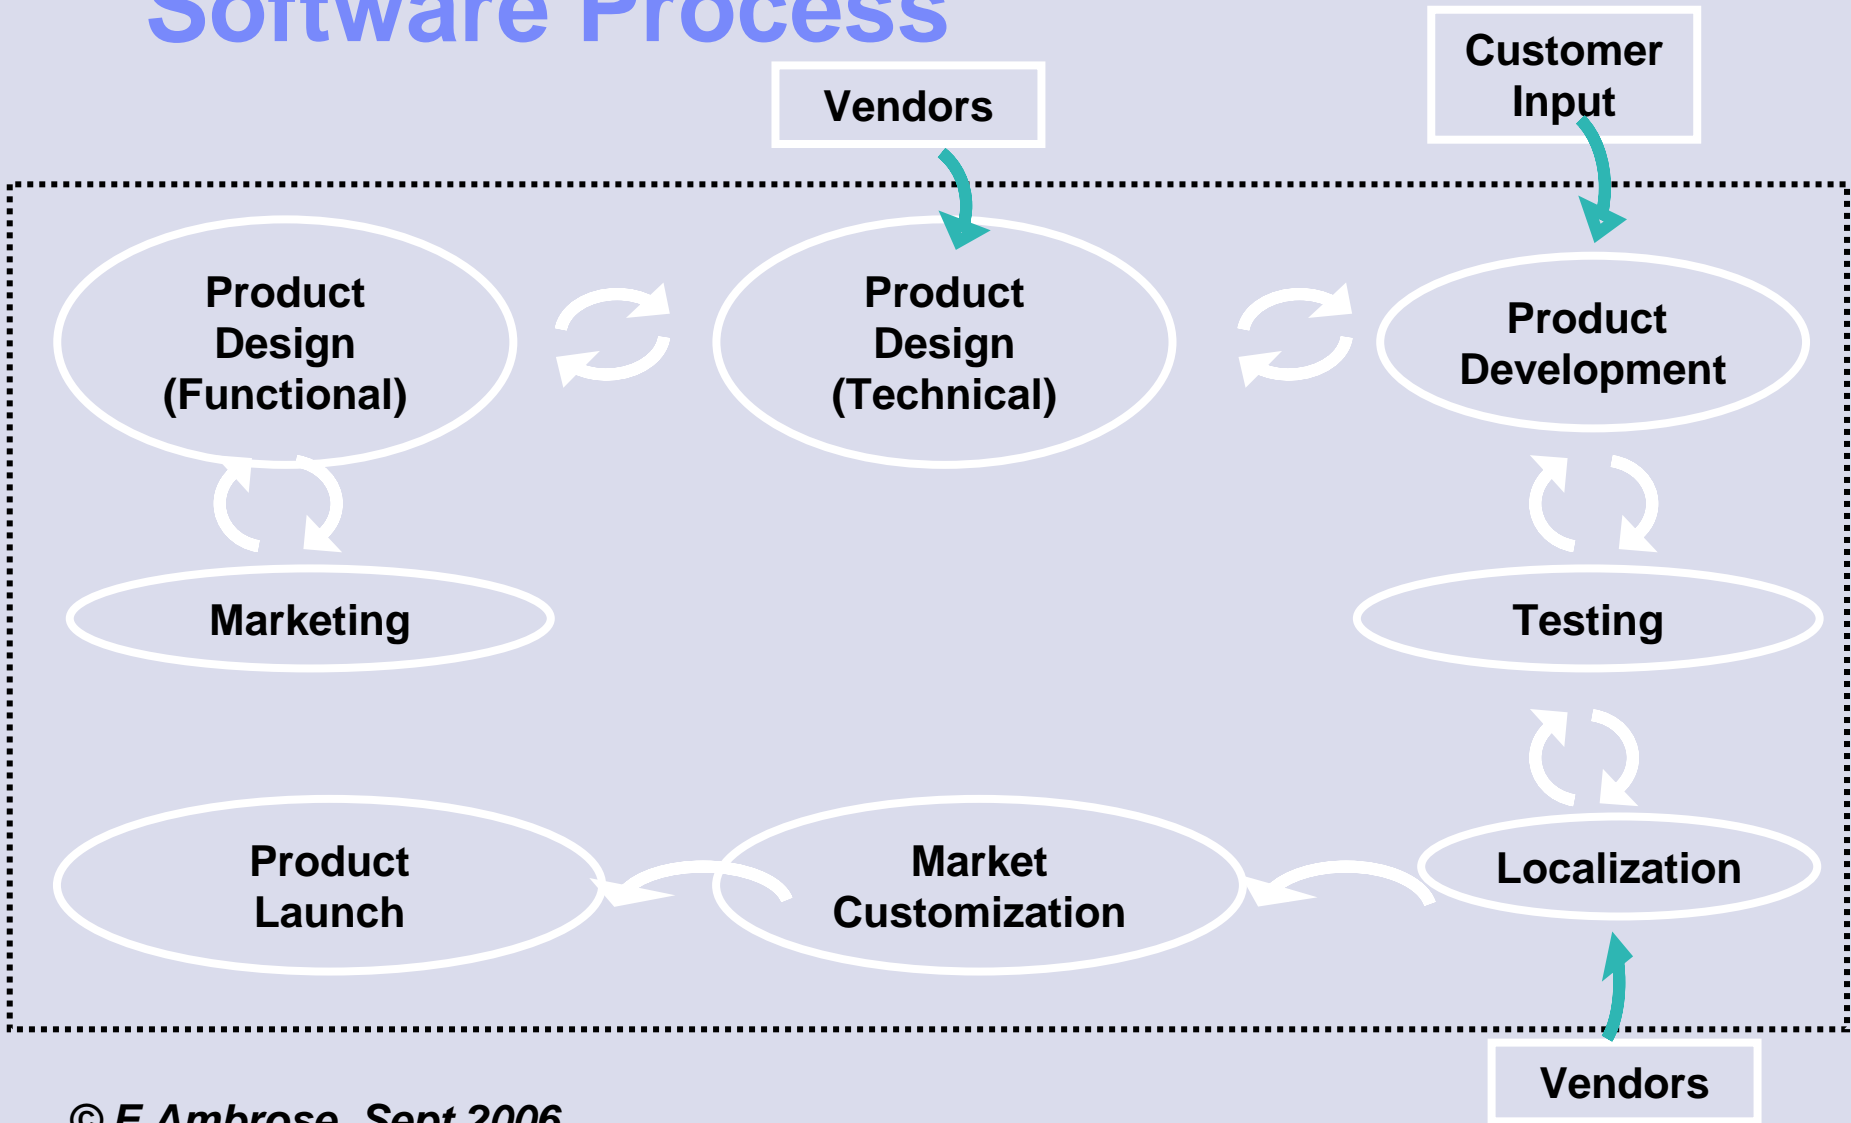 Software Process
Customer
Input
Vendors
Product
Design
(Functional)
Product
Design
(Technical)
Product
Development
Marketing
Testing
Product
Launch
Market
Customization
Localization
Vendors
© E Ambrose, Sept 2006